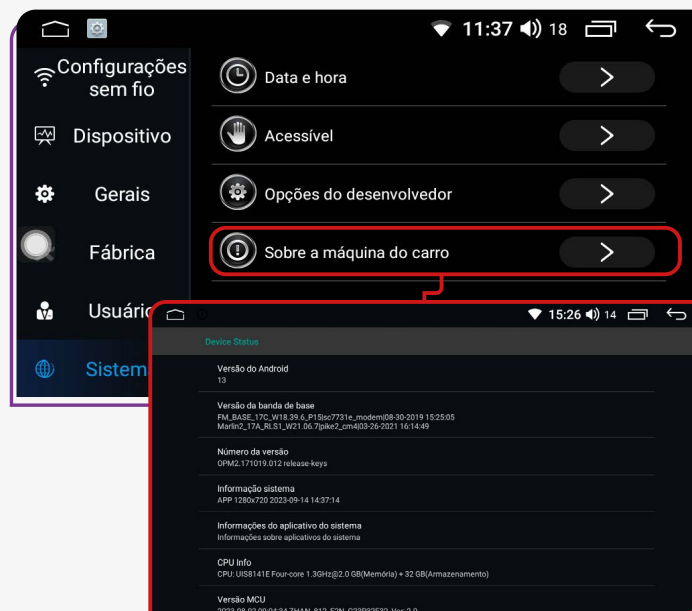 11:37 18
Configurações
sem fio
Data e hora
Dispositivo
Acessível
Gerais
Opções do desenvolvedor
Fábrica
Sobre a máquina do carro
Usuário
Sistem
15:26 14
Device Status
Versão do Android
13
Versão da banda de base
FM_BASE_17C_W18.39.6_P15|sc7731e_modem|08-30-2019 15:25:05
Marlin2_17A_RLS1_W21.06.7|pike2_cm4|03-26-2021 16:14:49
Número da versão
OPM2.171019.012 release-keys
Informação sistema
APP 1280x720 2023-09-14 14:37:14
Informações do aplicativo do sistema
Informações sobre aplicativos do sistema
CPU Info
CPU: UIS8141E Four-core 1.3GHz@2.0 GB(Memória) + 32 GB(Armazenamento)
Versão MCU